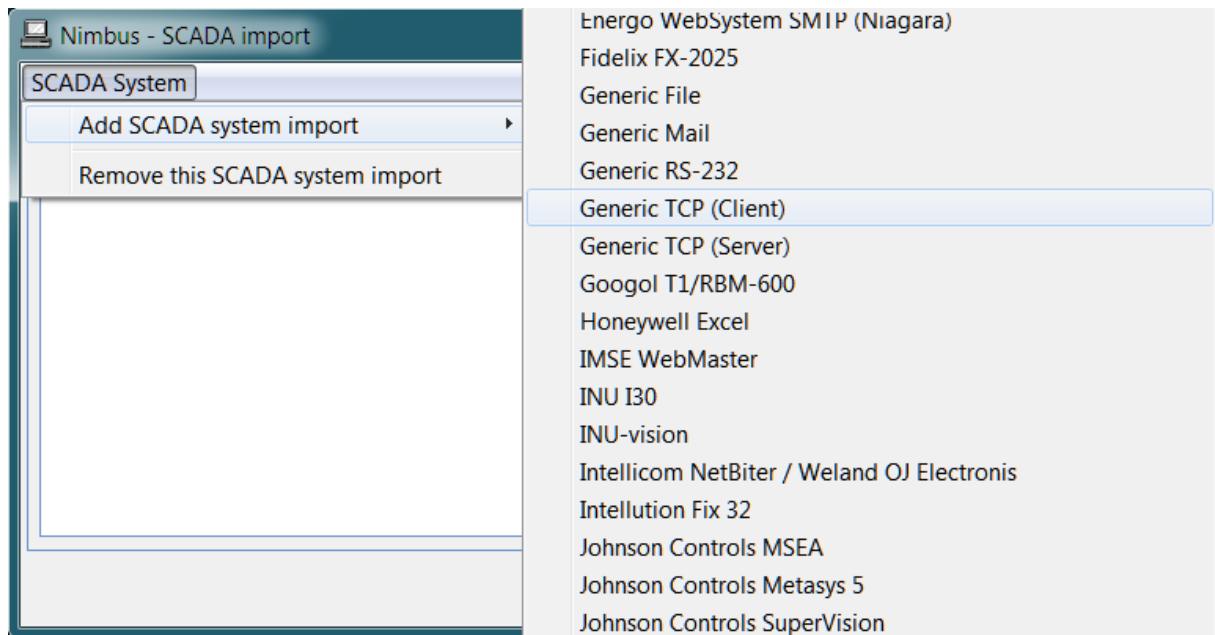 Nimbus - SCADA import
SCADA System
Add SCADA system import
Remove this SCADA system import
Energo WebSystem SMTP (Niagara)
Fidelix FX-2025
Generic File
Generic Mail
Generic RS-232
Generic TCP (Client)
Generic TCP (Server)
Googol T1/RBM-600
Honeywell Excel
IMSE WebMaster
INU I30
INU-vision
Intellicom NetBiter / Weland OJ Electronis
Intellution Fix 32
Johnson Controls MSEA
Johnson Controls Metasys 5
Johnson Controls SuperVision